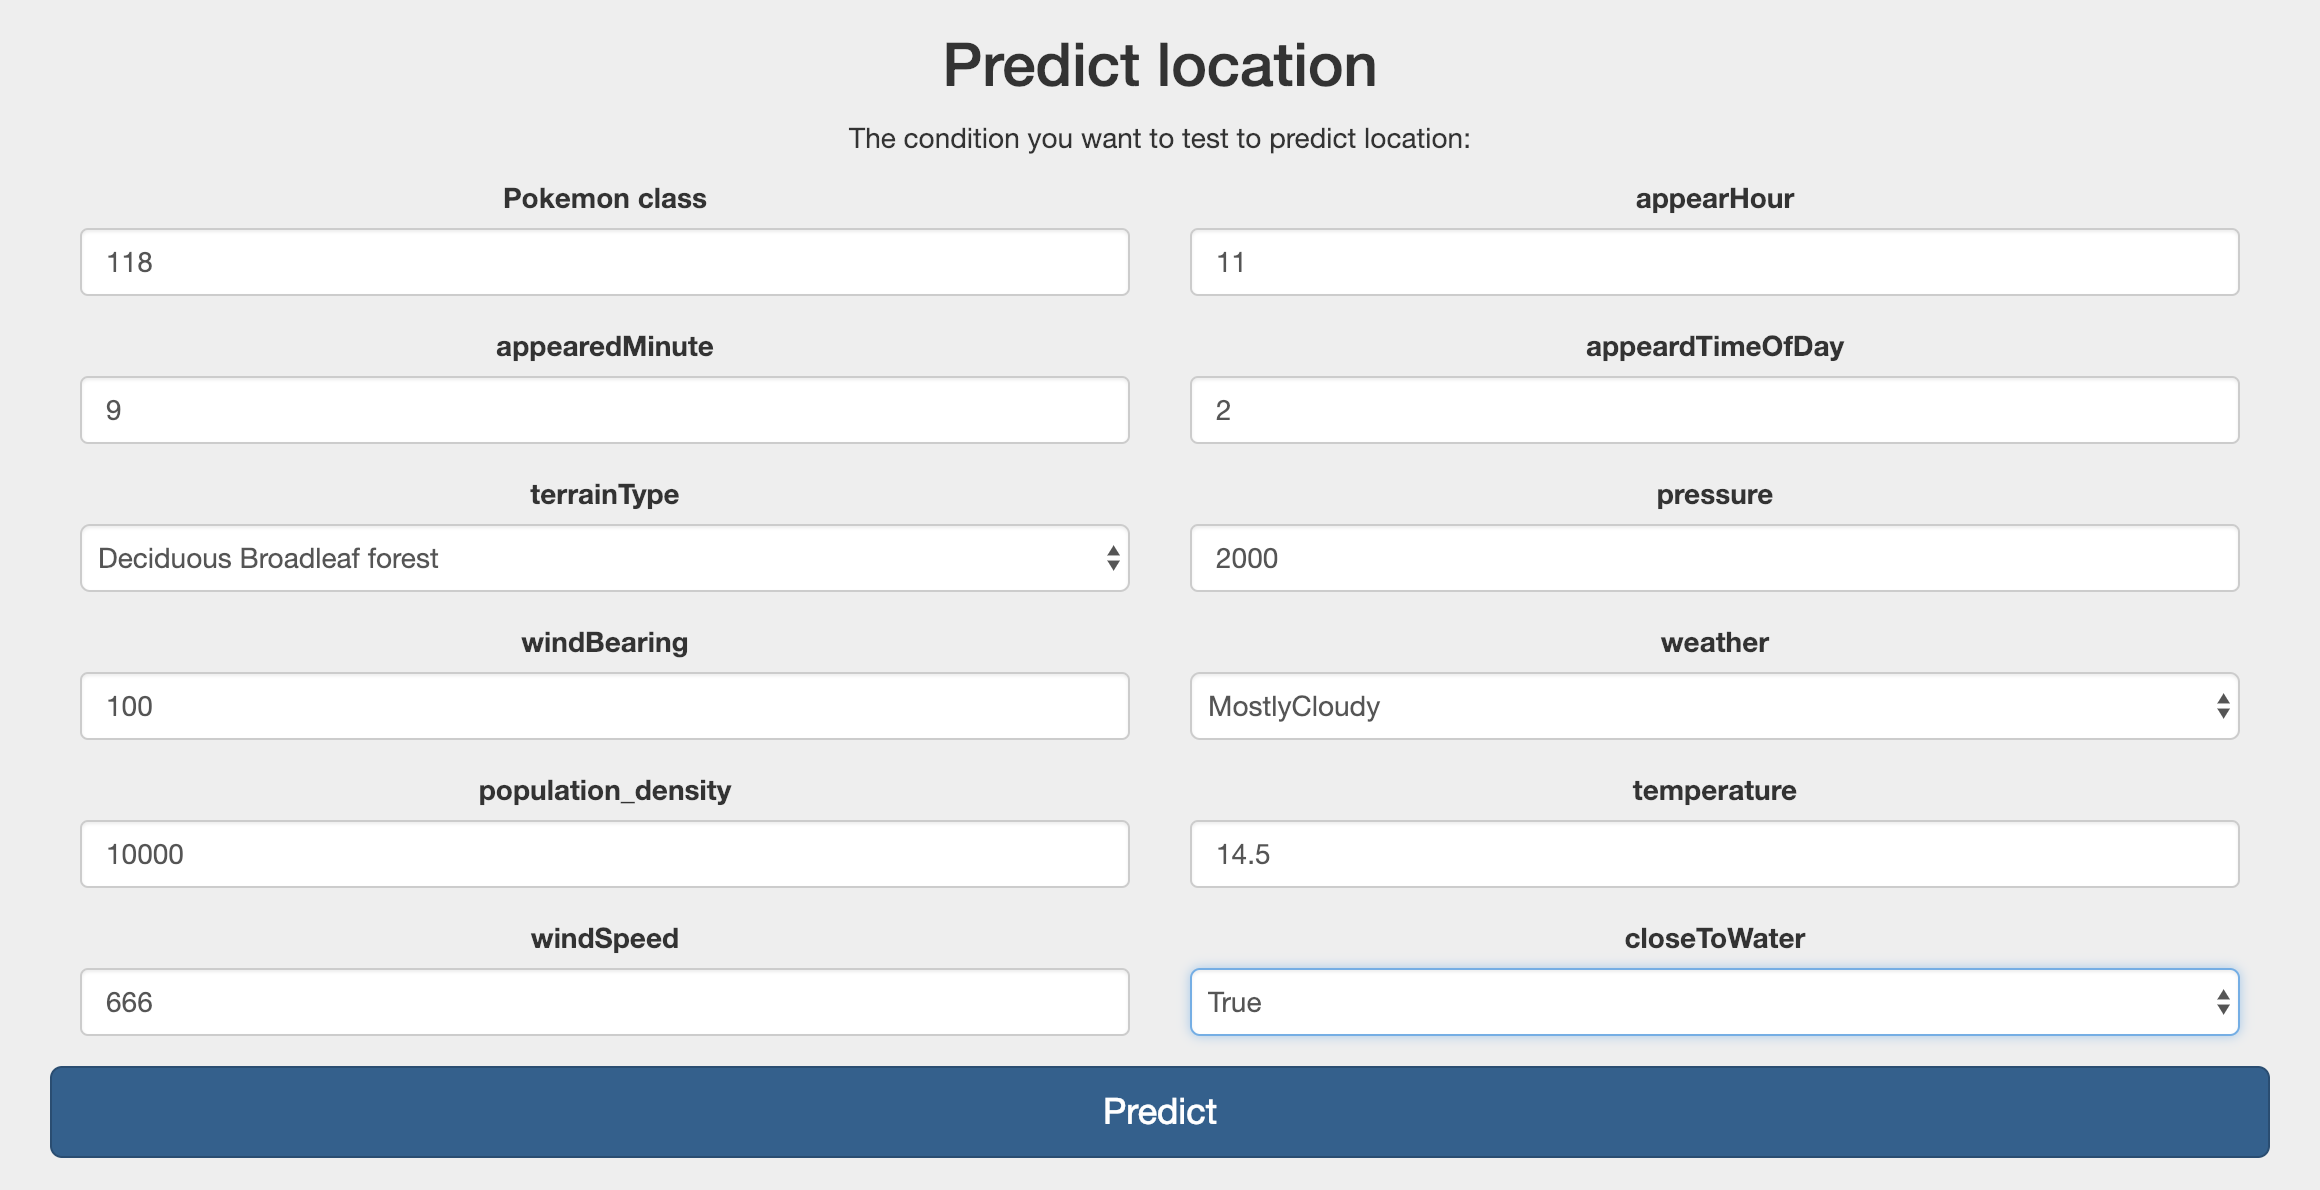 Predict location
The condition you want to test to predict location:
Pokemon class
appearHour
118
11
appearedMinute
appeardTimeOfDay
9
2
terrainType
pressure
Deciduous Broadleaf forest
2000
windBearing
weather
100
MostlyCloudy
population_density
temperature
10000
14.5
windSpeed
closeToWater
666
True
Predict